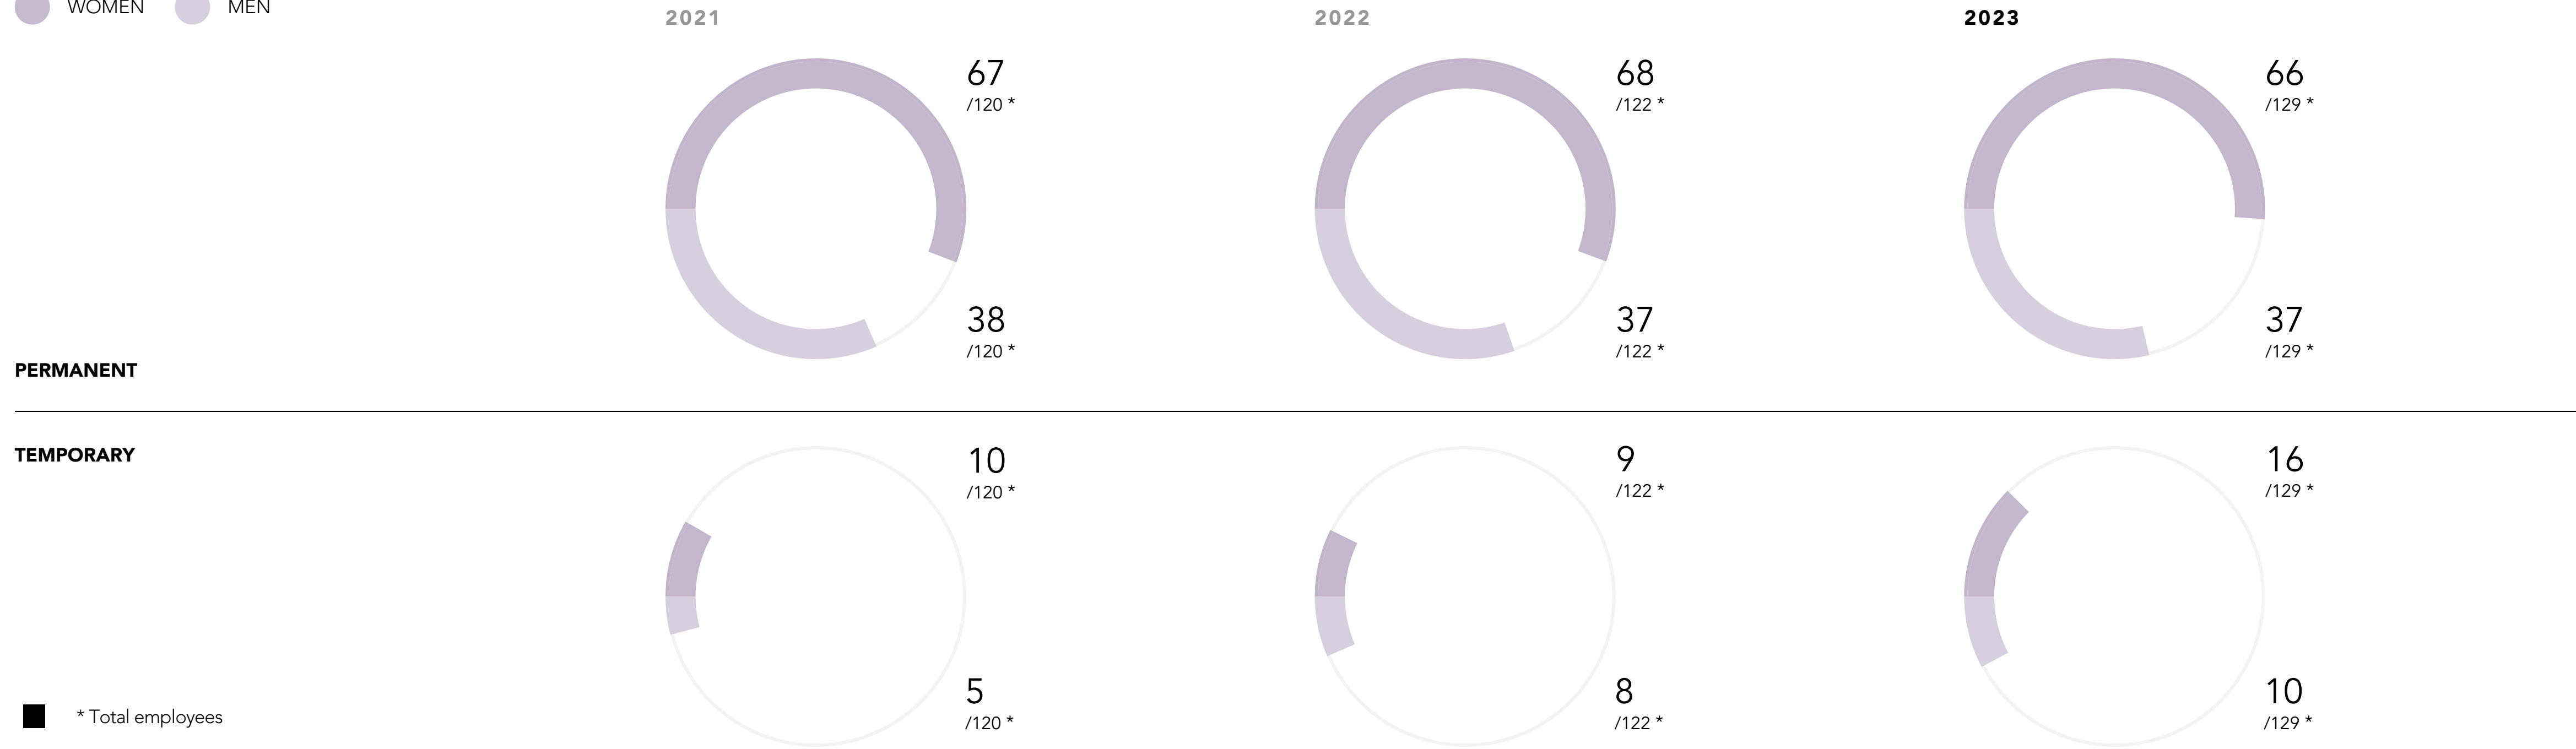 WOMEN MEN
2021 2022 2023
67 68 66
/120 * /122 * /129 *
38 37 37
/120 * /122 * /129 *
PERMANENT
TEMPORARY
10 9 16
/120 * /122 * /129 *
5 8 10
/120 * /122 * /129 *
* Total employees